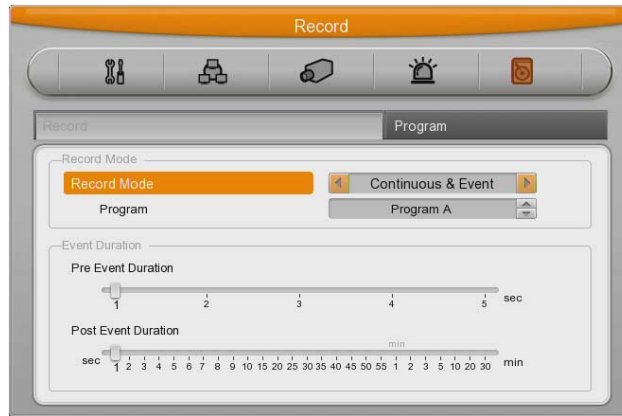 Record
Record Program
Record Mode
Record Mode Continuous & Event
Program Program A
Event Duration
Pre Event Duration
1 2 3 4 5 sec
Post Event Duration
min
sec 1 2 3 4 5 6 7 8 9 10 15 20 25 30 35 40 45 50 55 1 2 3 5 10 20 30 min